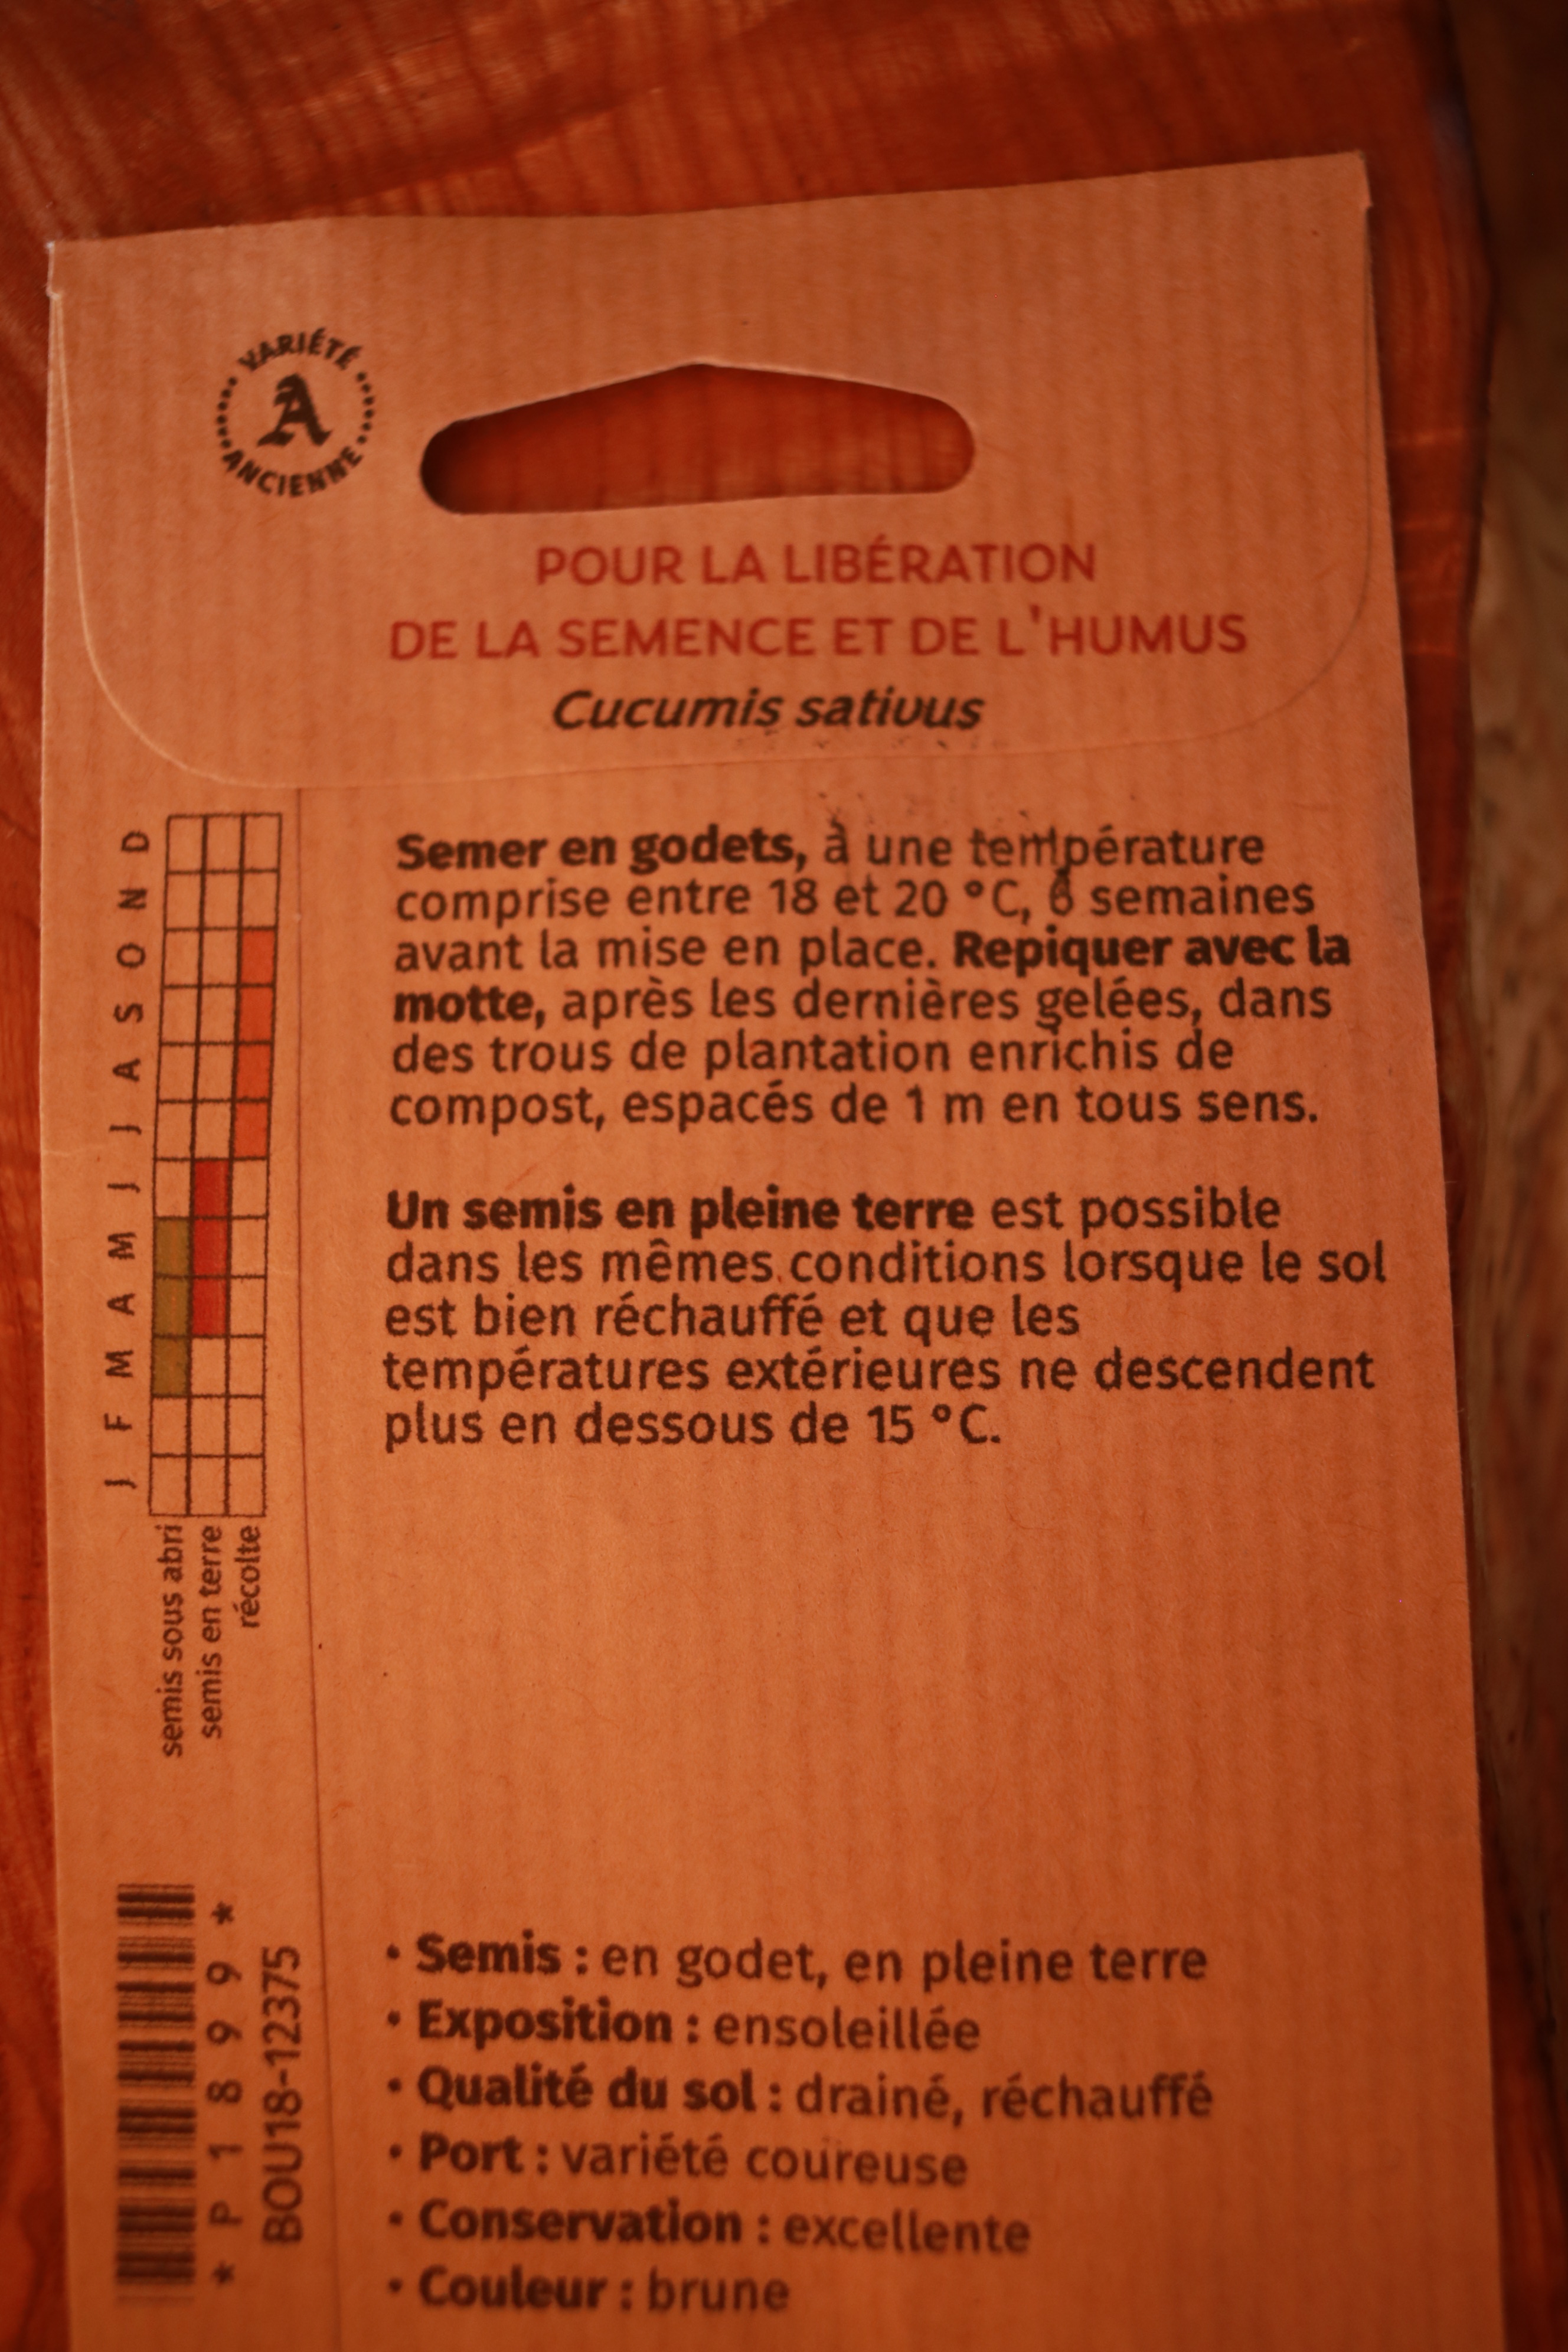 VARIÉTÉ
A
ANCIENNE
POUR LA LIBÉRATION
DE LA SEMENCE ET DE L'HUMUS
Cucumis sativus
Semer en godets, à une température
comprise entre 18 et 20 °C, 6 semaines
avant la mise en place. Repiquer avec la
motte, après les dernières gelées, dans
des trous de plantation enrichis de
compost, espacés de 1 m en tous sens.
Un semis en pleine terre est possible
dans les mêmes conditions lorsque le sol
est bien réchauffé et que les
températures extérieures ne descendent
plus en dessous de 15 °C.
J F M A M J J A S O N D
semis sous abri
semis en terre
récolte
*P1899*
BOU18-12375
• Semis : en godet, en pleine terre
• Exposition : ensoleillée
• Qualité du sol : drainé, réchauffé
• Port : variété coureuse
• Conservation : excellente
• Couleur : brune